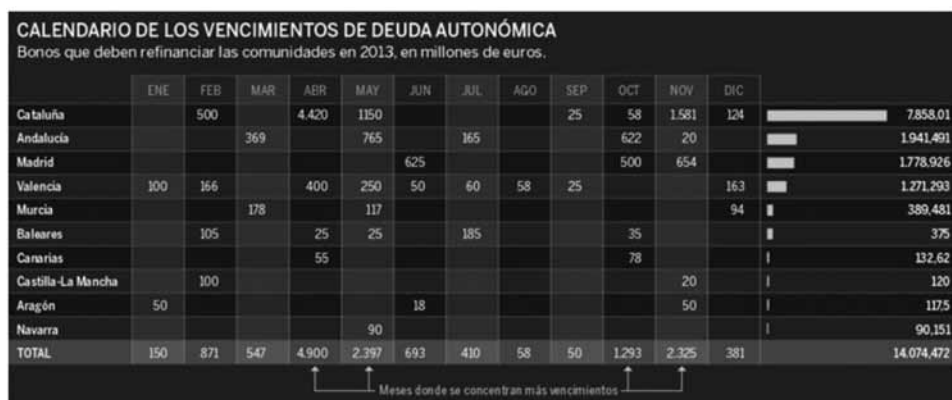 CALENDARIO DE LOS VENCIMIENTOS DE DEUDA AUTONÓMICA
Bonos que deben refinanciar las comunidades en 2013, en millones de euros.
ENE FEB MAR ABR MAY JUN JUL AGO SEP OCT NOV DIC
Cataluña 500 4.420 1150 25 58 1.581 124 7.858,01
Andalucía 369 765 165 622 20 1.941,491
Madrid 625 500 654 1.778,926
Valencia 100 166 400 250 50 60 58 25 163 1.271,293
Murcia 178 117 94 389,481
Baleares 105 25 25 185 35 375
Canarias 55 78 132,62
Castilla-La Mancha 100 20 120
Aragón 50 18 50 117,5
Navarra 90 90,151
TOTAL 150 871 547 4.900 2.397 693 410 58 50 1.293 2.325 381 14.074,472
Meses donde se concentran más vencimientos